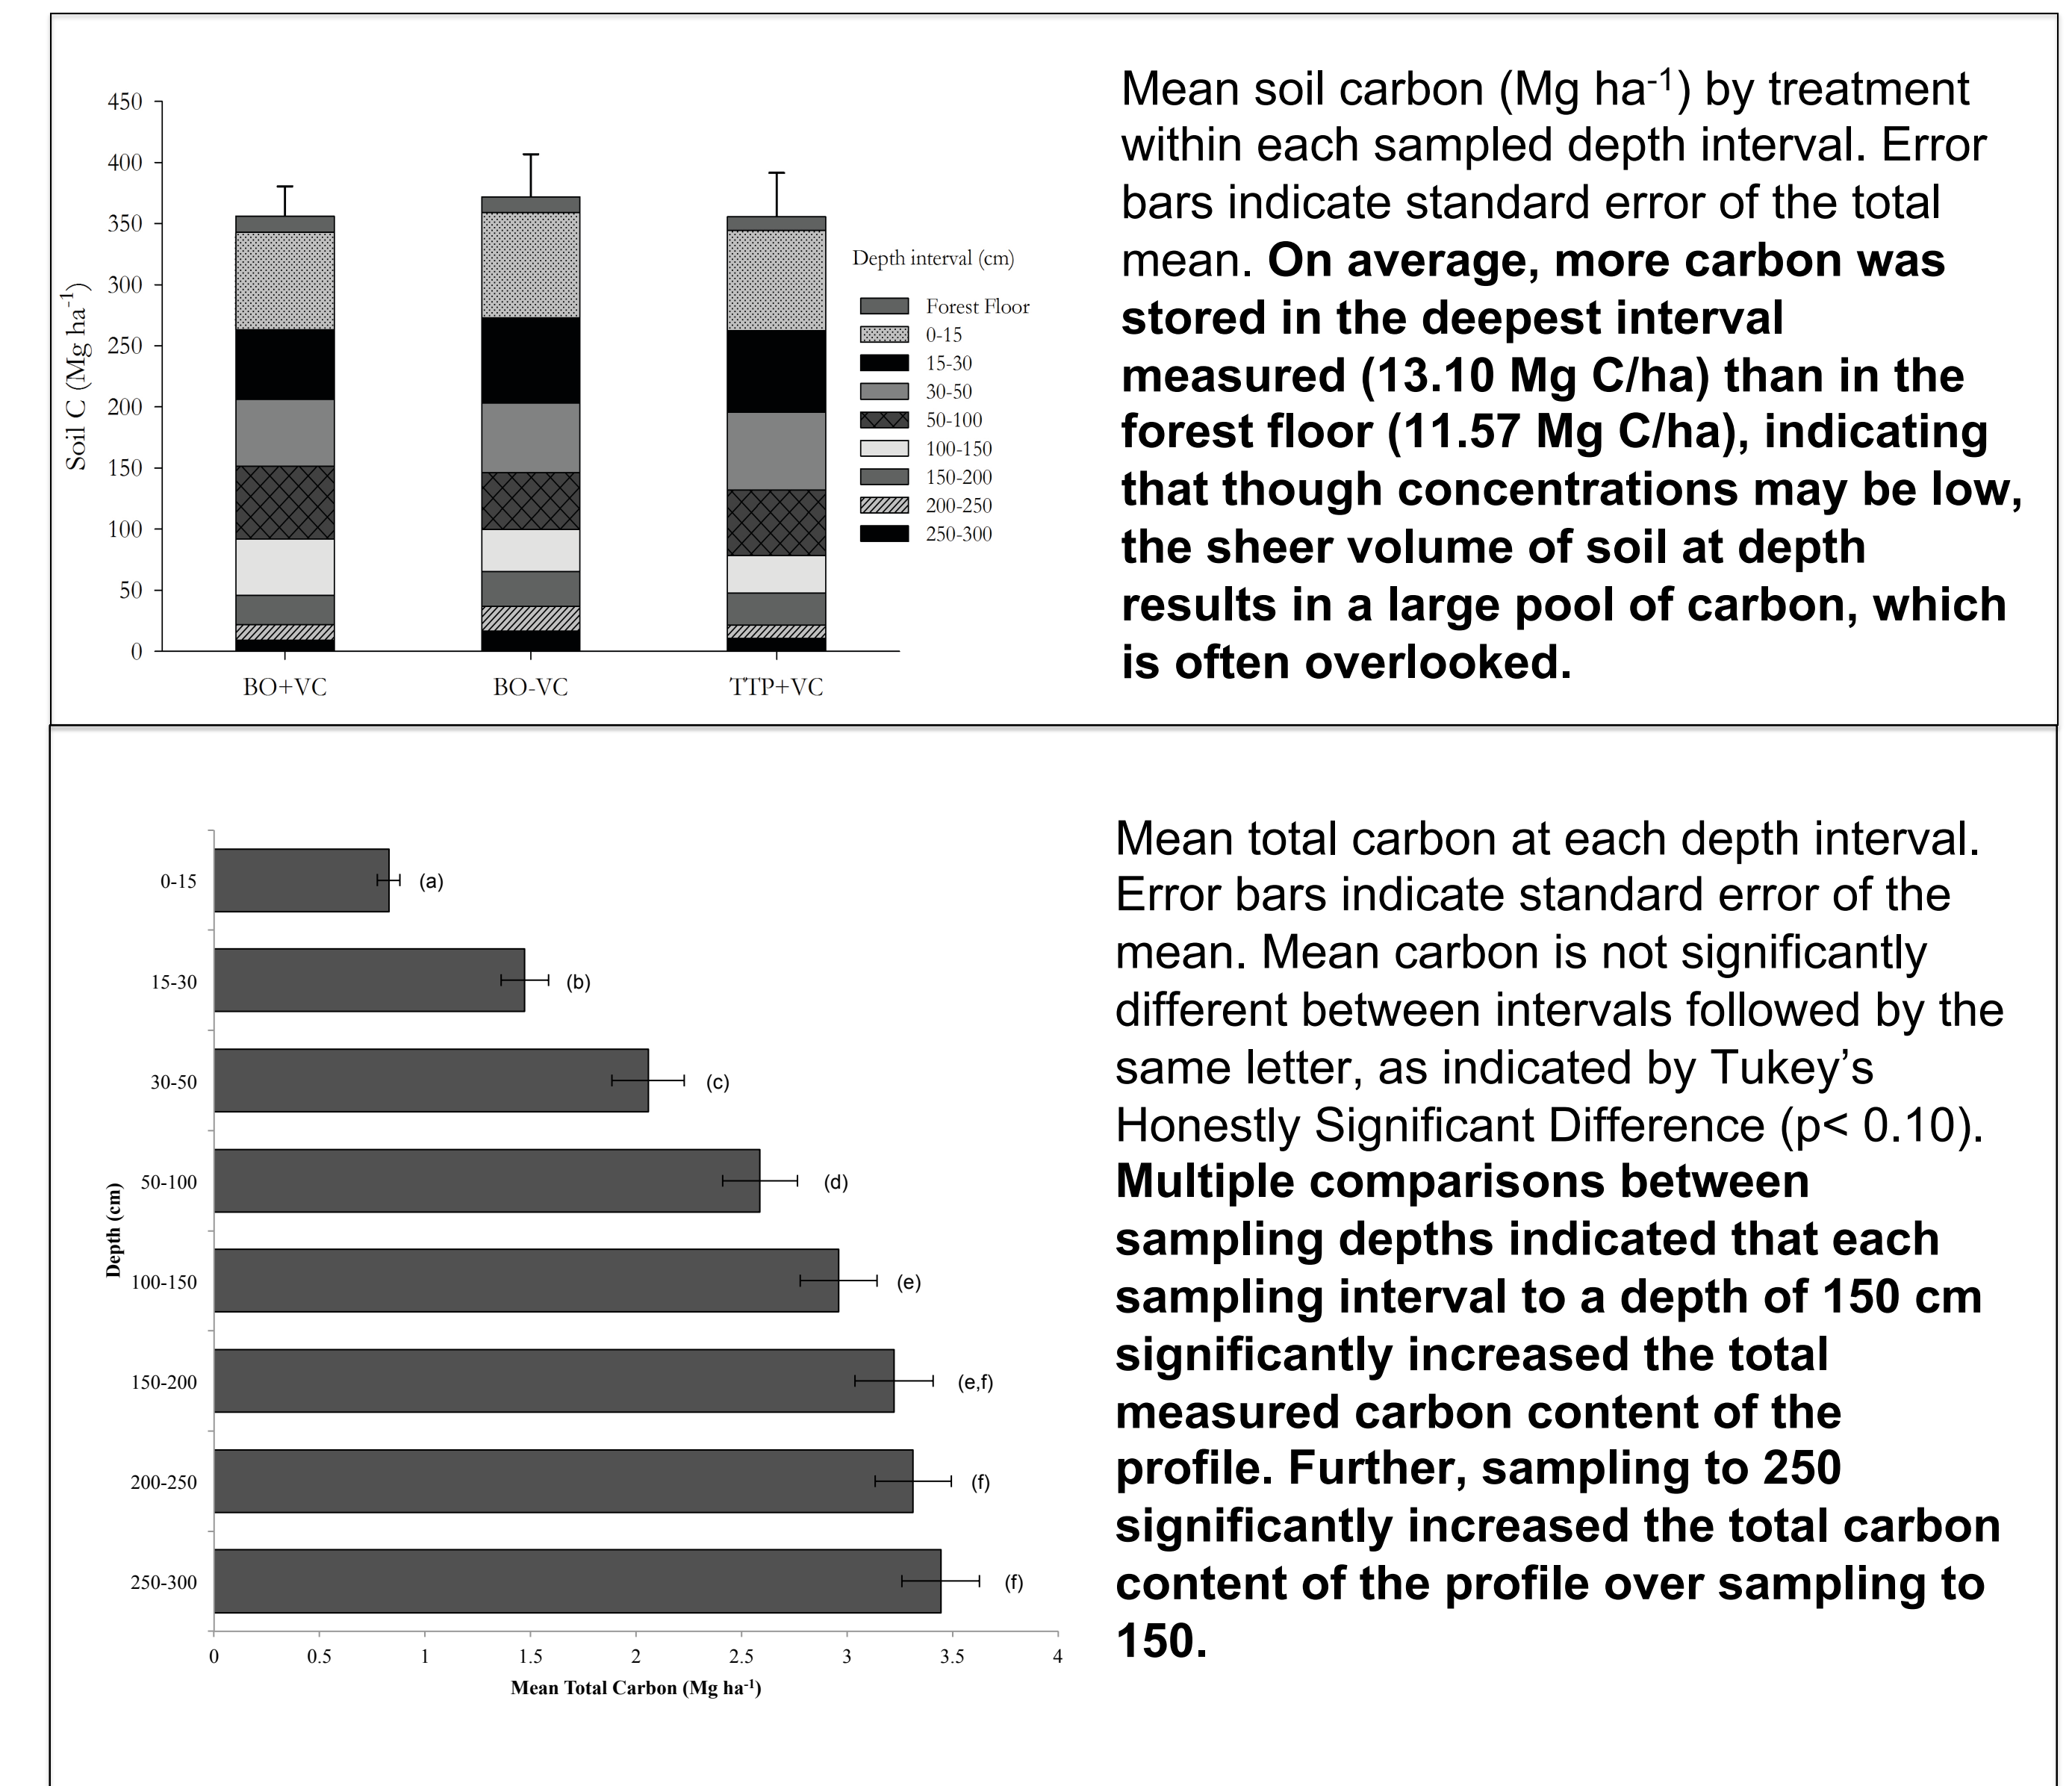 Mean soil carbon (Mg ha-1) by treatment
within each sampled depth interval. Error
bars indicate standard error of the total
mean. On average, more carbon was
stored in the deepest interval
measured (13.10 Mg C/ha) than in the
forest floor (11.57 Mg C/ha), indicating
that though concentrations may be low,
the sheer volume of soil at depth
results in a large pool of carbon, which
is often overlooked.
Soil C (Mg ha-1)
450
400
350
300
250
200
150
100
50
0
BO+VC
BO-VC
TTP+VC
Depth interval (cm)
Forest Floor
0-15
15-30
30-50
50-100
100-150
150-200
200-250
250-300
Depth (cm)
0-15
(a)
15-30
(b)
30-50
(c)
50-100
(d)
100-150
(e)
150-200
(e,f)
200-250
(f)
250-300
(f)
0 0.5 1 1.5 2 2.5 3 3.5 4
Mean Total Carbon (Mg ha-1)
Mean total carbon at each depth interval.
Error bars indicate standard error of the
mean. Mean carbon is not significantly
different between intervals followed by the
same letter, as indicated by Tukey’s
Honestly Significant Difference (p< 0.10).
Multiple comparisons between
sampling depths indicated that each
sampling interval to a depth of 150 cm
significantly increased the total
measured carbon content of the
profile. Further, sampling to 250
significantly increased the total carbon
content of the profile over sampling to
150.